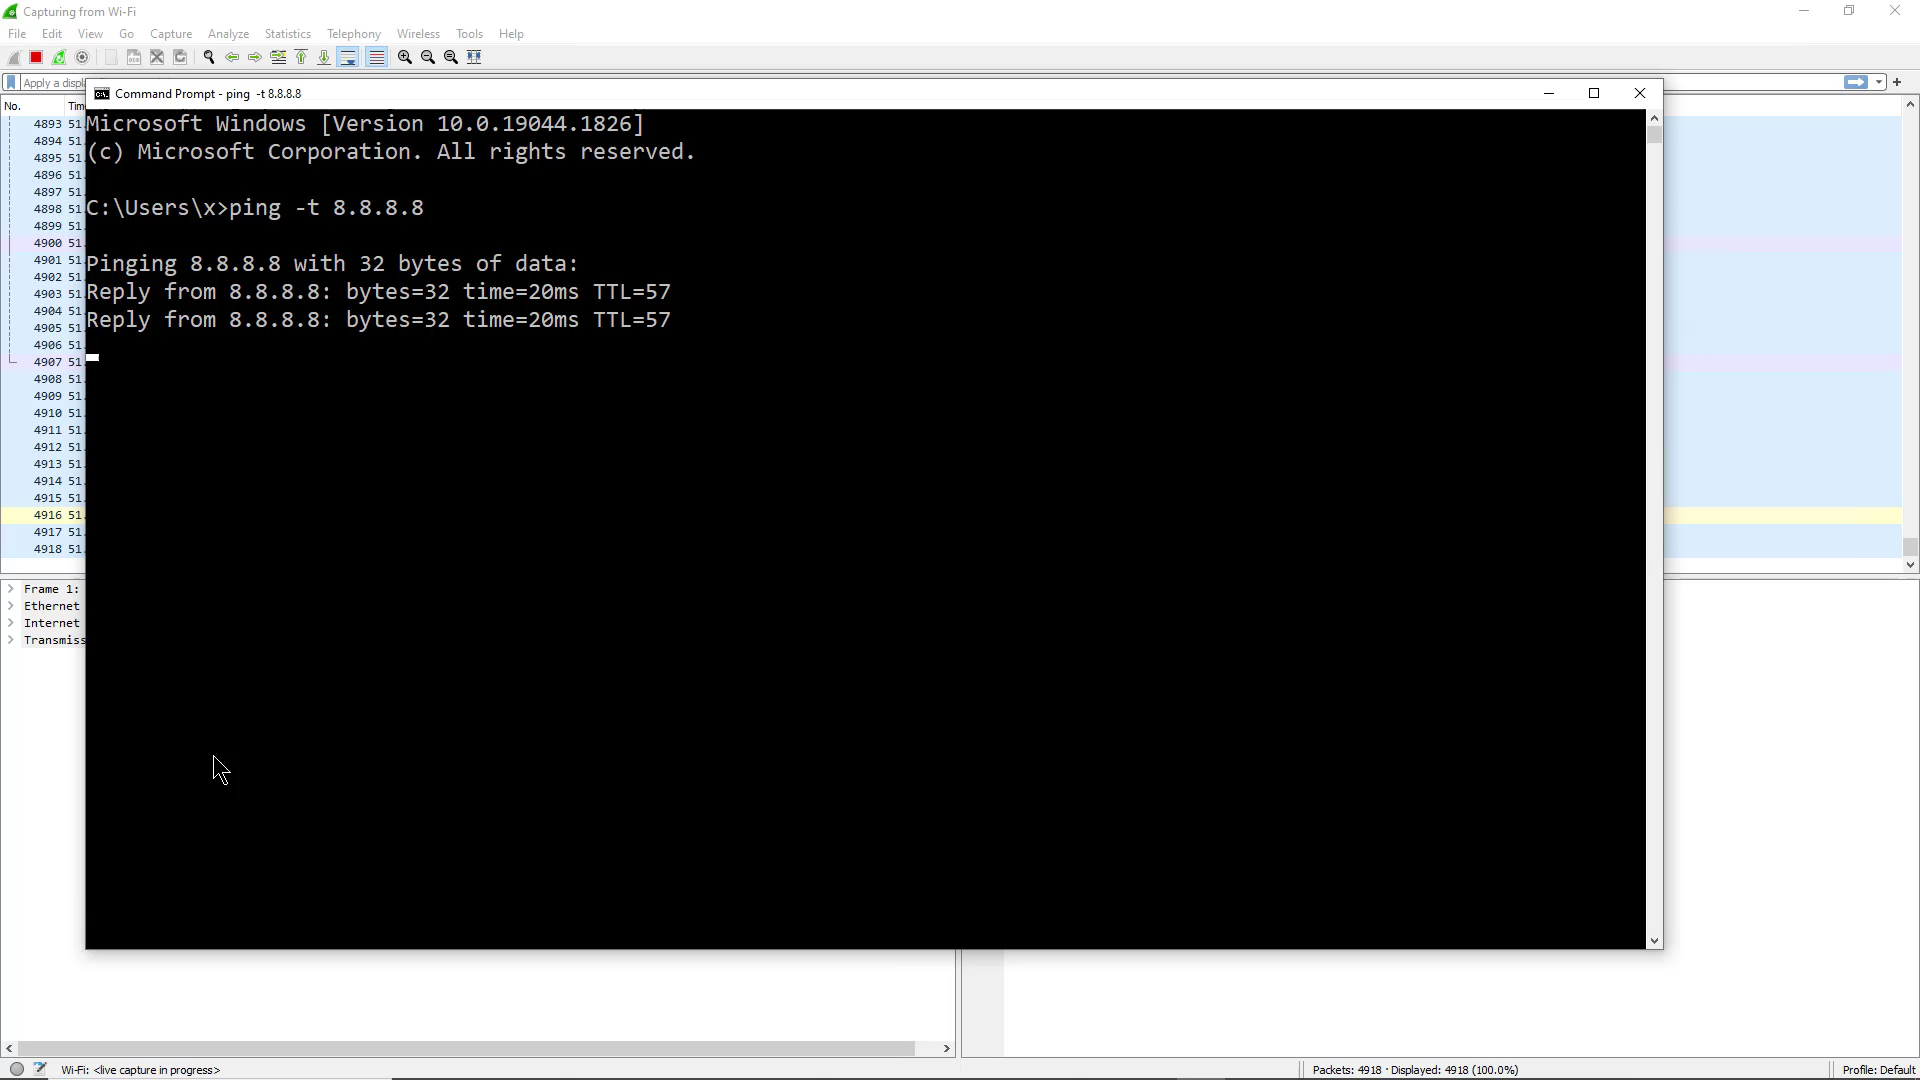 Capturing from Wi-Fi
File Edit View Go Capture Analyze Statistics Telephony Wireless Tools Help
Apply a displ
Command Prompt - ping -t 8.8.8.8
No. Tim
Microsoft Windows [Version 10.0.19044.1826]
(c) Microsoft Corporation. All rights reserved.
C:\Users\x>ping -t 8.8.8.8
Pinging 8.8.8.8 with 32 bytes of data:
Reply from 8.8.8.8: bytes=32 time=20ms TTL=57
Reply from 8.8.8.8: bytes=32 time=20ms TTL=57
4893 51.
4894 51.
4895 51.
4896 51.
4897 51.
4898 51.
4899 51.
4900 51.
4901 51.
4902 51.
4903 51.
4904 51.
4905 51.
4906 51.
4907 51.
4908 51.
4909 51.
4910 51.
4911 51.
4912 51.
4913 51.
4914 51.
4915 51.
4916 51.
4917 51.
4918 51.
Frame 1:
Ethernet
Internet
Transmiss
Wi-Fi: <live capture in progress>
Packets: 4918 · Displayed: 4918 (100.0%)
Profile: Default